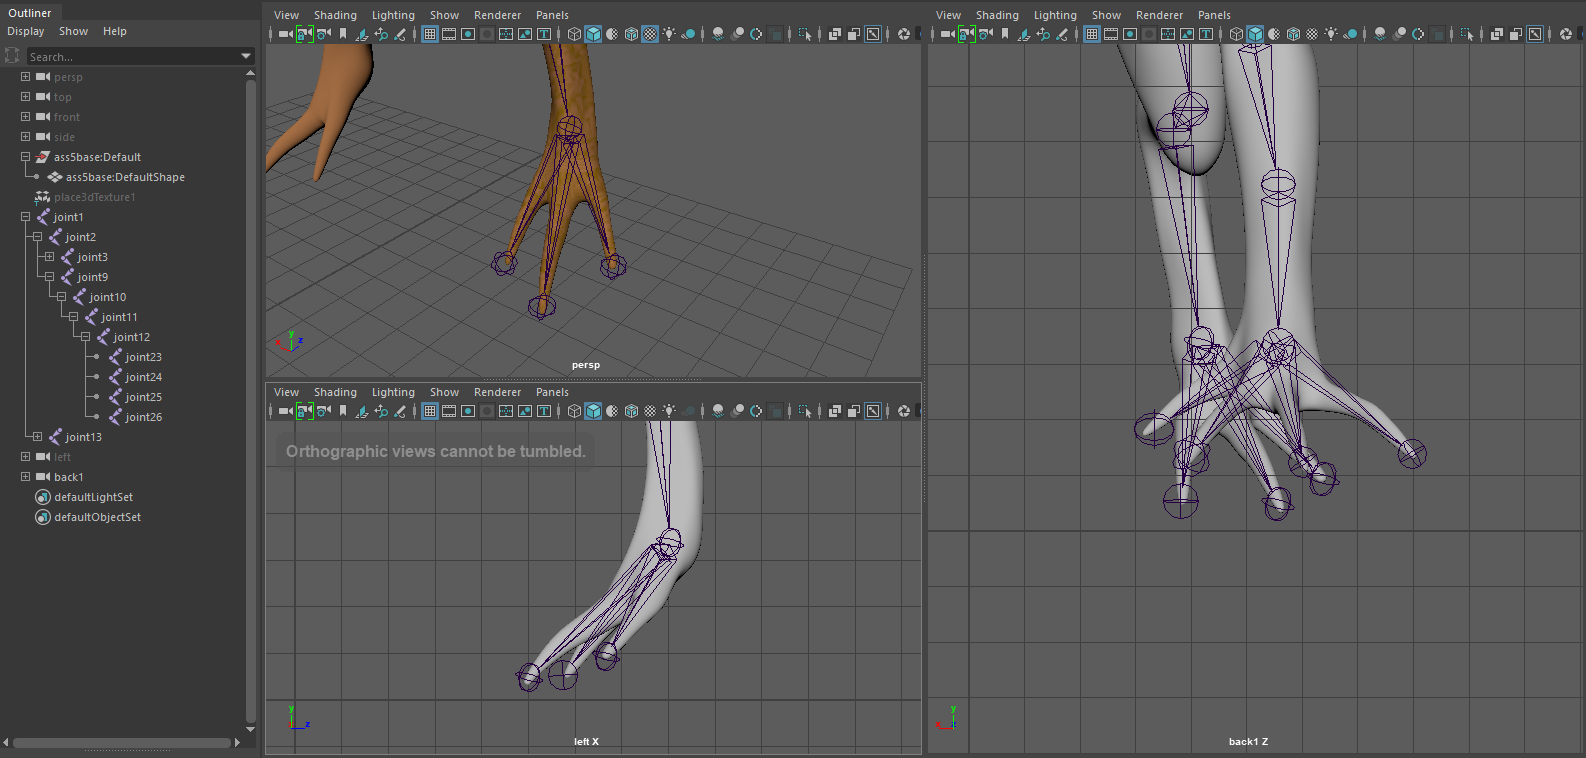 Outliner
Display Show Help
Search...
persp
top
front
side
ass5base:Default
ass5base:DefaultShape
place3dTexture1
joint1
joint2
joint3
joint9
joint10
joint11
joint12
joint23
joint24
joint25
joint26
joint13
left
back1
defaultLightSet
defaultObjectSet
View Shading Lighting Show Renderer Panels
y
x
z
persp
View Shading Lighting Show Renderer Panels
Orthographic views cannot be tumbled.
y
z
left X
View Shading Lighting Show Renderer Panels
y
x
z
back1 Z